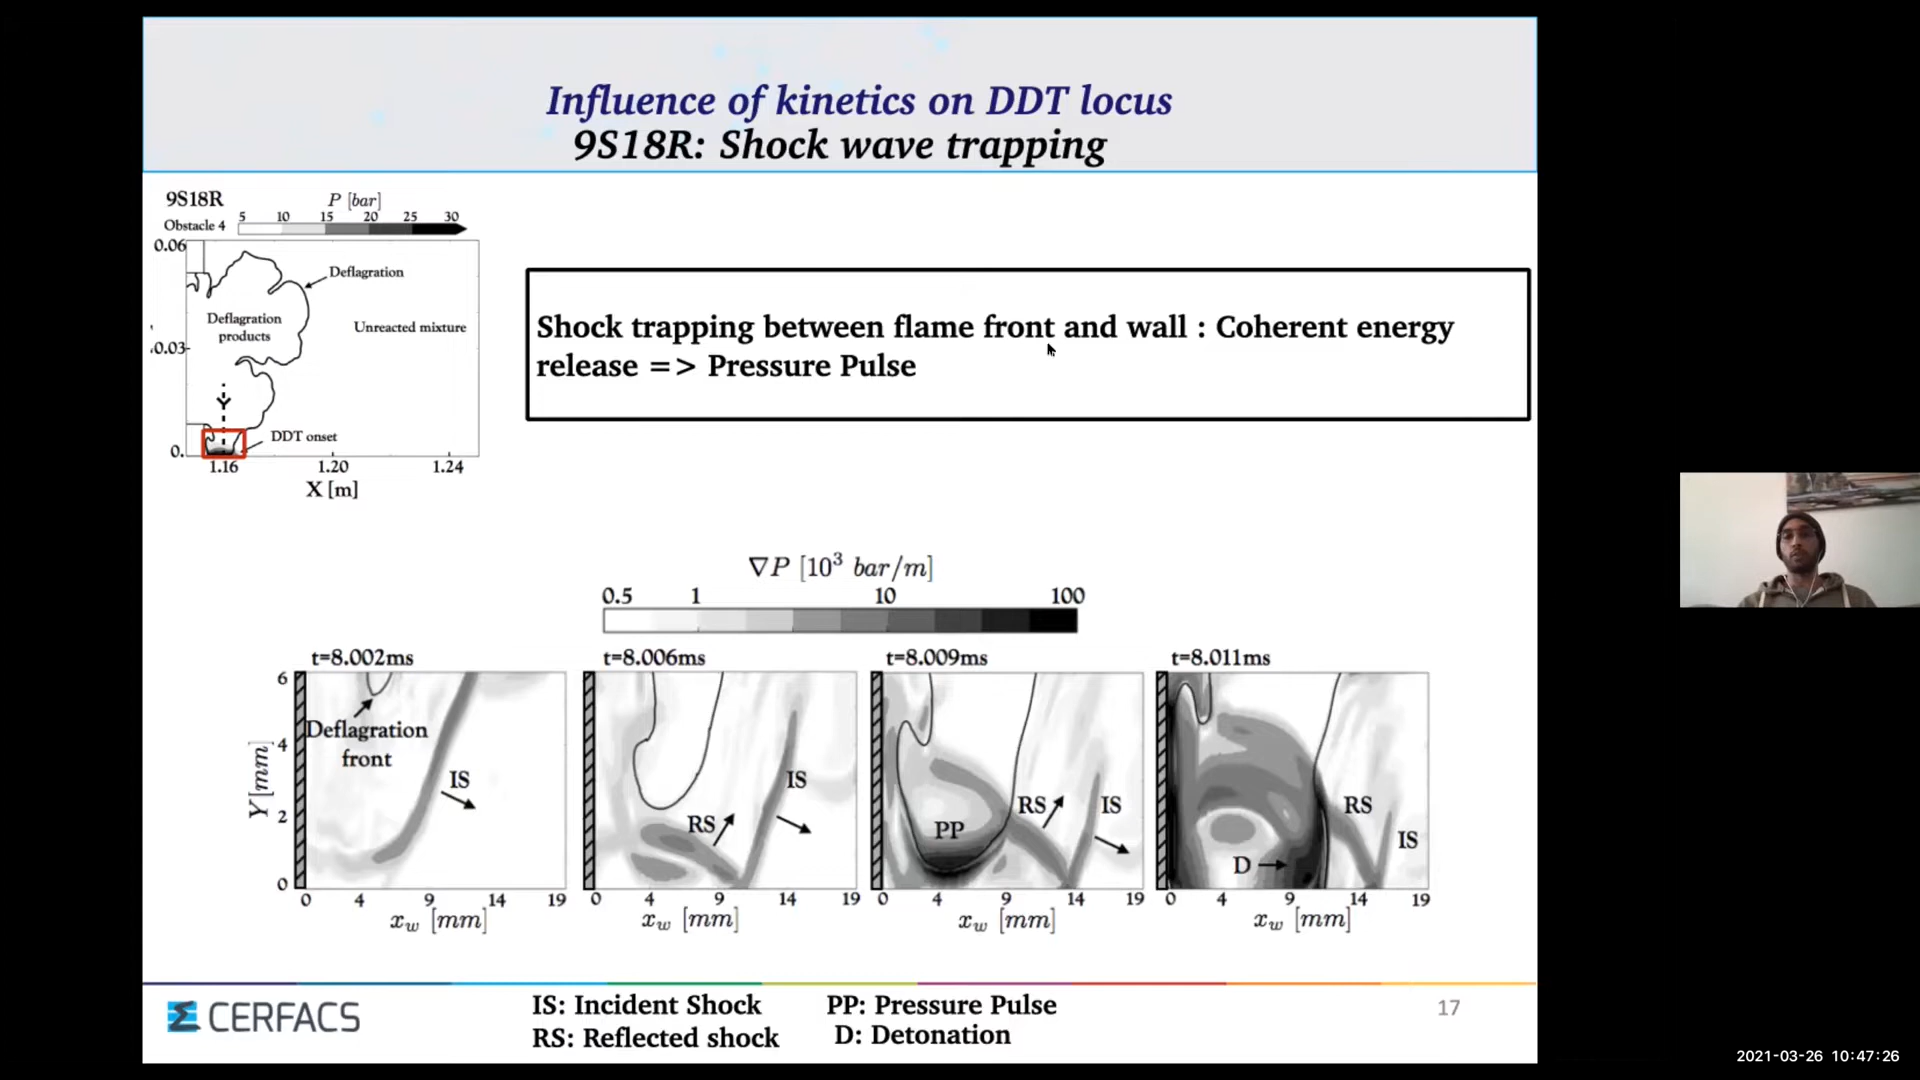 Influence of kinetics on DDT locus
9S18R: Shock wave trapping
9S18R
P [bar]
Obstacle 4
5 10 15 20 25 30
0.06
Deflagration
Deflagration
products
Unreacted mixture
.0.03
DDT onset
0.
1.16 1.20 1.24
X [m]
Shock trapping between flame front and wall : Coherent energy
release => Pressure Pulse
∇P [10³ bar/m]
0.5 1 10 100
t=8.002ms t=8.006ms t=8.009ms t=8.011ms
6
4
2
0
Y[mm]
Deflagration
front
IS
RS
IS
PP
RS
IS
D
RS
IS
0 4 9 14 19 0 4 9 14 19 0 4 9 14 19 0 4 9 14 19
x_w [mm] x_w [mm] x_w [mm] x_w [mm]
CERFACS
IS: Incident Shock PP: Pressure Pulse
RS: Reflected shock D: Detonation
17
2021-03-26 10:47:26